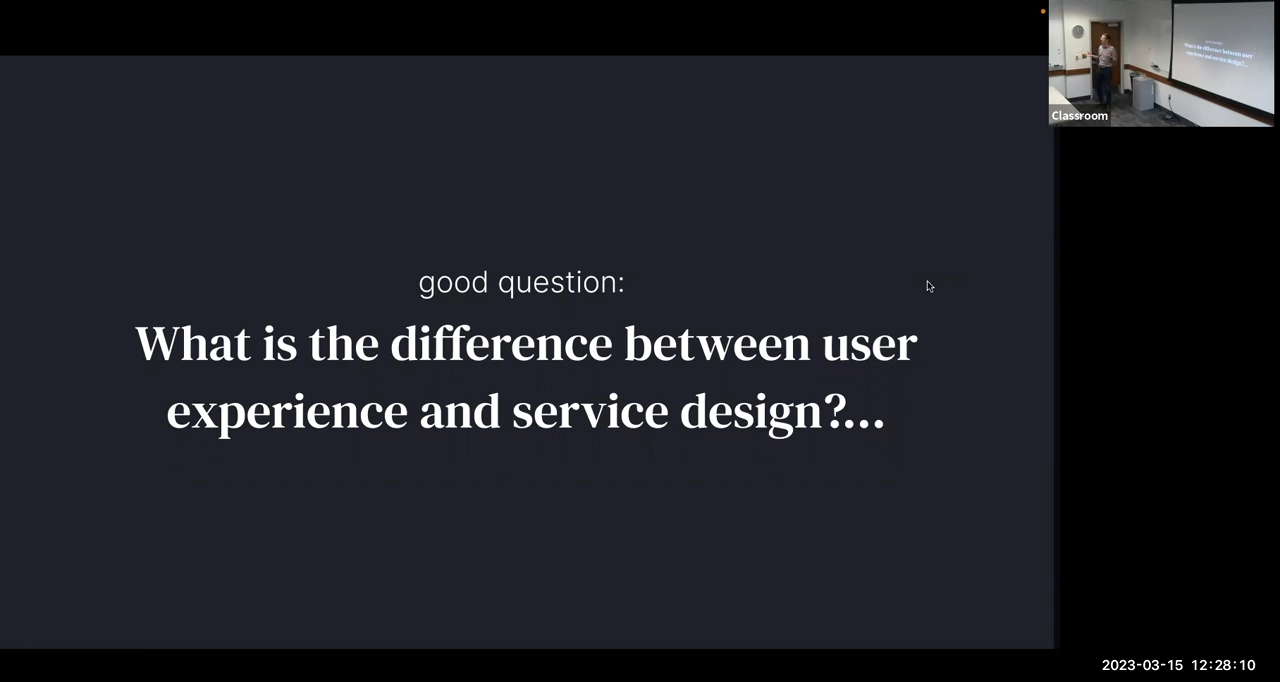 Classroom
good question:
What is the difference between user
experience and service design?...
2023-03-15 12:28:10